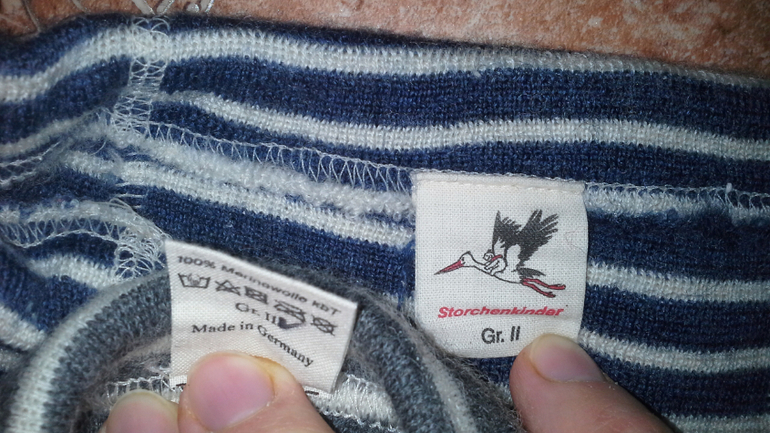 100% Merinowolle kbT
Gr. II
Made in Germany
Storchenkinder
Gr. II